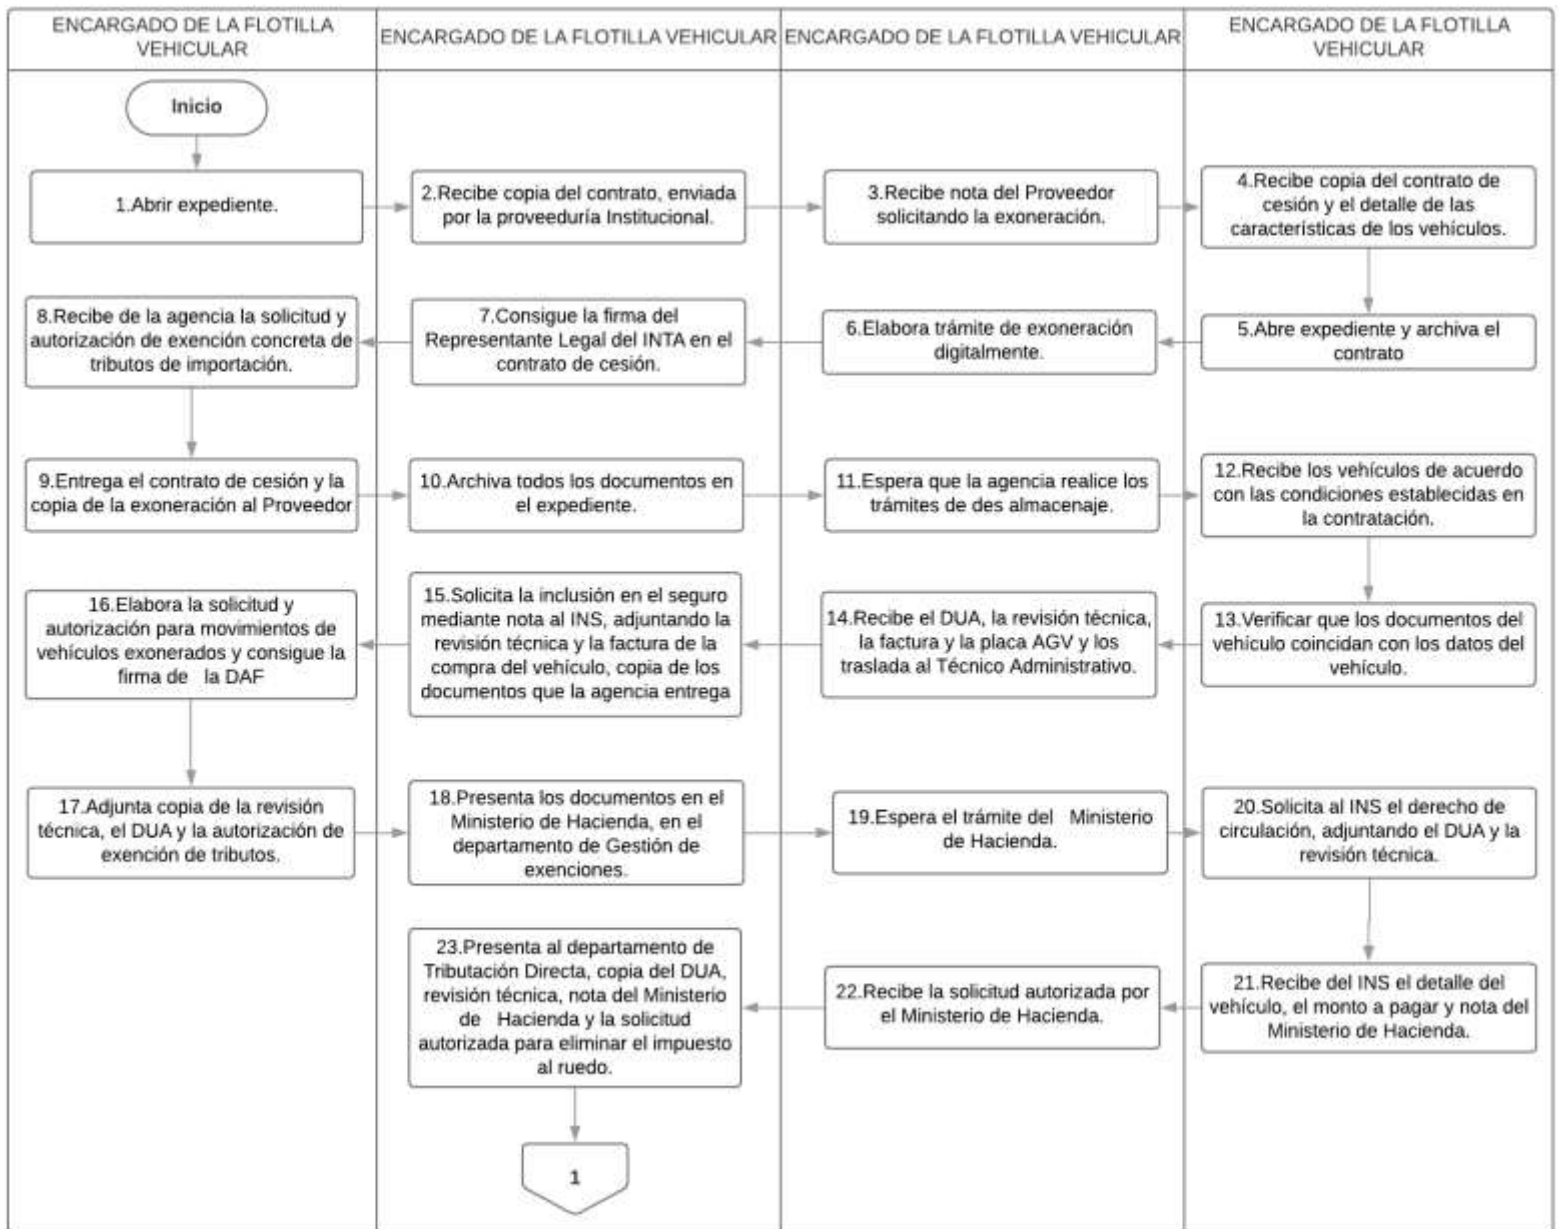 ENCARGADO DE LA FLOTILLA
VEHICULAR
ENCARGADO DE LA FLOTILLA VEHICULAR
ENCARGADO DE LA FLOTILLA VEHICULAR
ENCARGADO DE LA FLOTILLA
VEHICULAR
Inicio
1.Abrir expediente.
2.Recibe copia del contrato, enviada
por la proveeduría Institucional.
3.Recibe nota del Proveedor
solicitando la exoneración.
4.Recibe copia del contrato de
cesión y el detalle de las
características de los vehículos.
5.Abre expediente y archiva el
contrato
6.Elabora trámite de exoneración
digitalmente.
7.Consigue la firma del
Representante Legal del INTA en el
contrato de cesión.
8.Recibe de la agencia la solicitud y
autorización de exención concreta de
tributos de importación.
9.Entrega el contrato de cesión y la
copia de la exoneración al Proveedor
10.Archiva todos los documentos en
el expediente.
11.Espera que la agencia realice los
trámites de des almacenaje.
12.Recibe los vehículos de acuerdo
con las condiciones establecidas en
la contratación.
13.Verificar que los documentos del
vehículo coincidan con los datos del
vehículo.
14.Recibe el DUA, la revisión técnica,
la factura y la placa AGV y los
traslada al Técnico Administrativo.
15.Solicita la inclusión en el seguro
mediante nota al INS, adjuntando la
revisión técnica y la factura de la
compra del vehículo, copia de los
documentos que la agencia entrega
16.Elabora la solicitud y
autorización para movimientos de
vehículos exonerados y consigue la
firma de la DAF
17.Adjunta copia de la revisión
técnica, el DUA y la autorización de
exención de tributos.
18.Presenta los documentos en el
Ministerio de Hacienda, en el
departamento de Gestión de
exenciones.
19.Espera el trámite del Ministerio
de Hacienda.
20.Solicita al INS el derecho de
circulación, adjuntando el DUA y la
revisión técnica.
21.Recibe del INS el detalle del
vehículo, el monto a pagar y nota del
Ministerio de Hacienda.
22.Recibe la solicitud autorizada por
el Ministerio de Hacienda.
23.Presenta al departamento de
Tributación Directa, copia del DUA,
revisión técnica, nota del Ministerio
de Hacienda y la solicitud
autorizada para eliminar el impuesto
al ruedo.
1